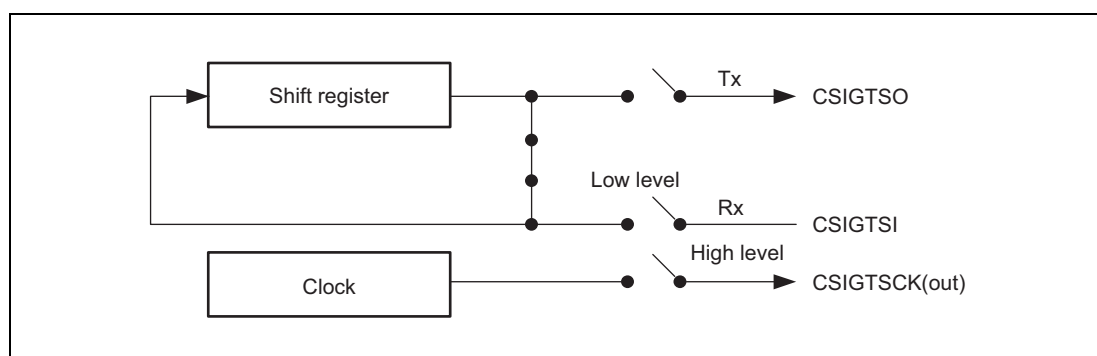 Shift register
Tx
CSIGTSO
Low level
Rx
CSIGTSI
High level
Clock
CSIGTSCK(out)